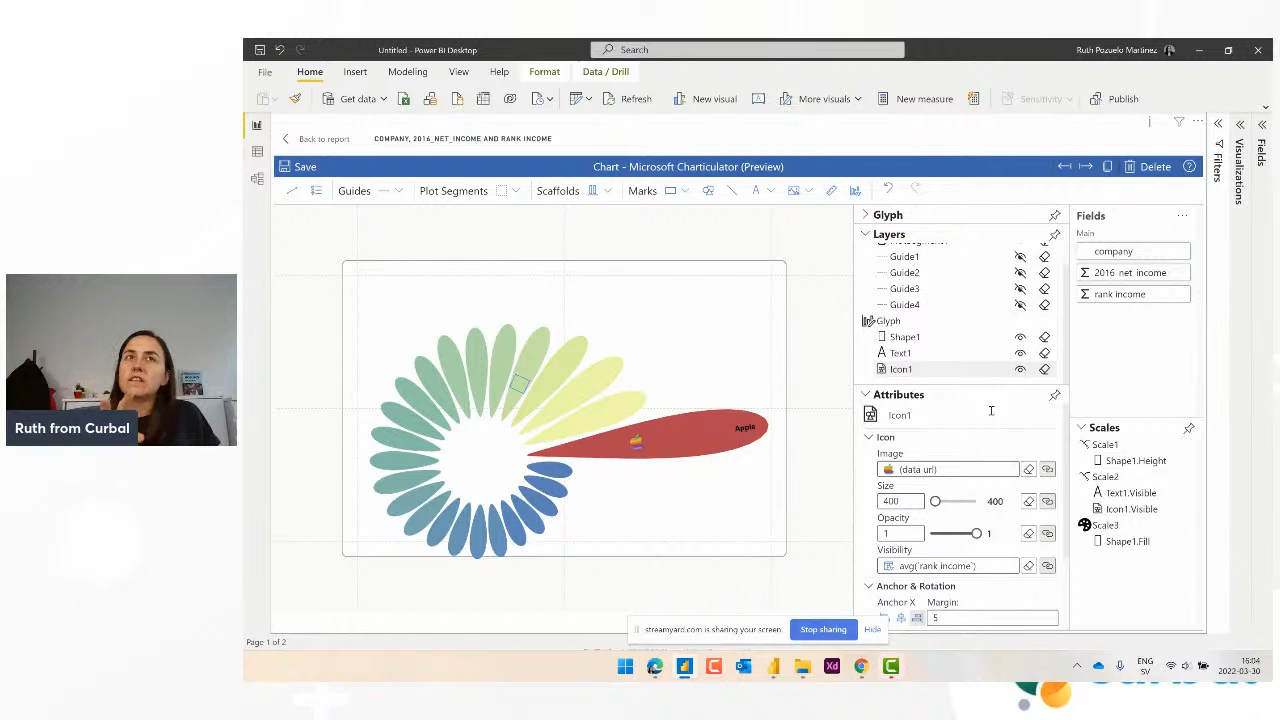 Untitled - Power BI Desktop
Search
Ruth Pozuelo Martinez
File
Home
Insert
Modeling
View
Help
Format
Data / Drill
Get data
Refresh
New visual
More visuals
New measure
Sensitivity
Publish
Back to report
COMPANY, 2016_NET_INCOME AND RANK INCOME
Save
Chart - Microsoft Charticulator (Preview)
Delete
Guides
Plot Segments
Scaffolds
Marks
Glyph
Layers
Guide1
Guide2
Guide3
Guide4
Glyph
Shape1
Text1
Icon1
Attributes
Icon1
Icon
Image
(data url)
Size
400
400
Opacity
1
1
Visibility
avg(`rank income`)
Anchor & Rotation
Anchor X
Margin:
5
Fields
Main
company
2016 net income
rank income
Scales
Scale1
Shape1.Height
Scale2
Text1.Visible
Icon1.Visible
Scale3
Shape1.Fill
Filters
Visualizations
Fields
Apple
Ruth from Curbal
streamyard.com is sharing your screen.
Stop sharing
Hide
Page 1 of 2
ENG
SV
16:04
2022-03-30